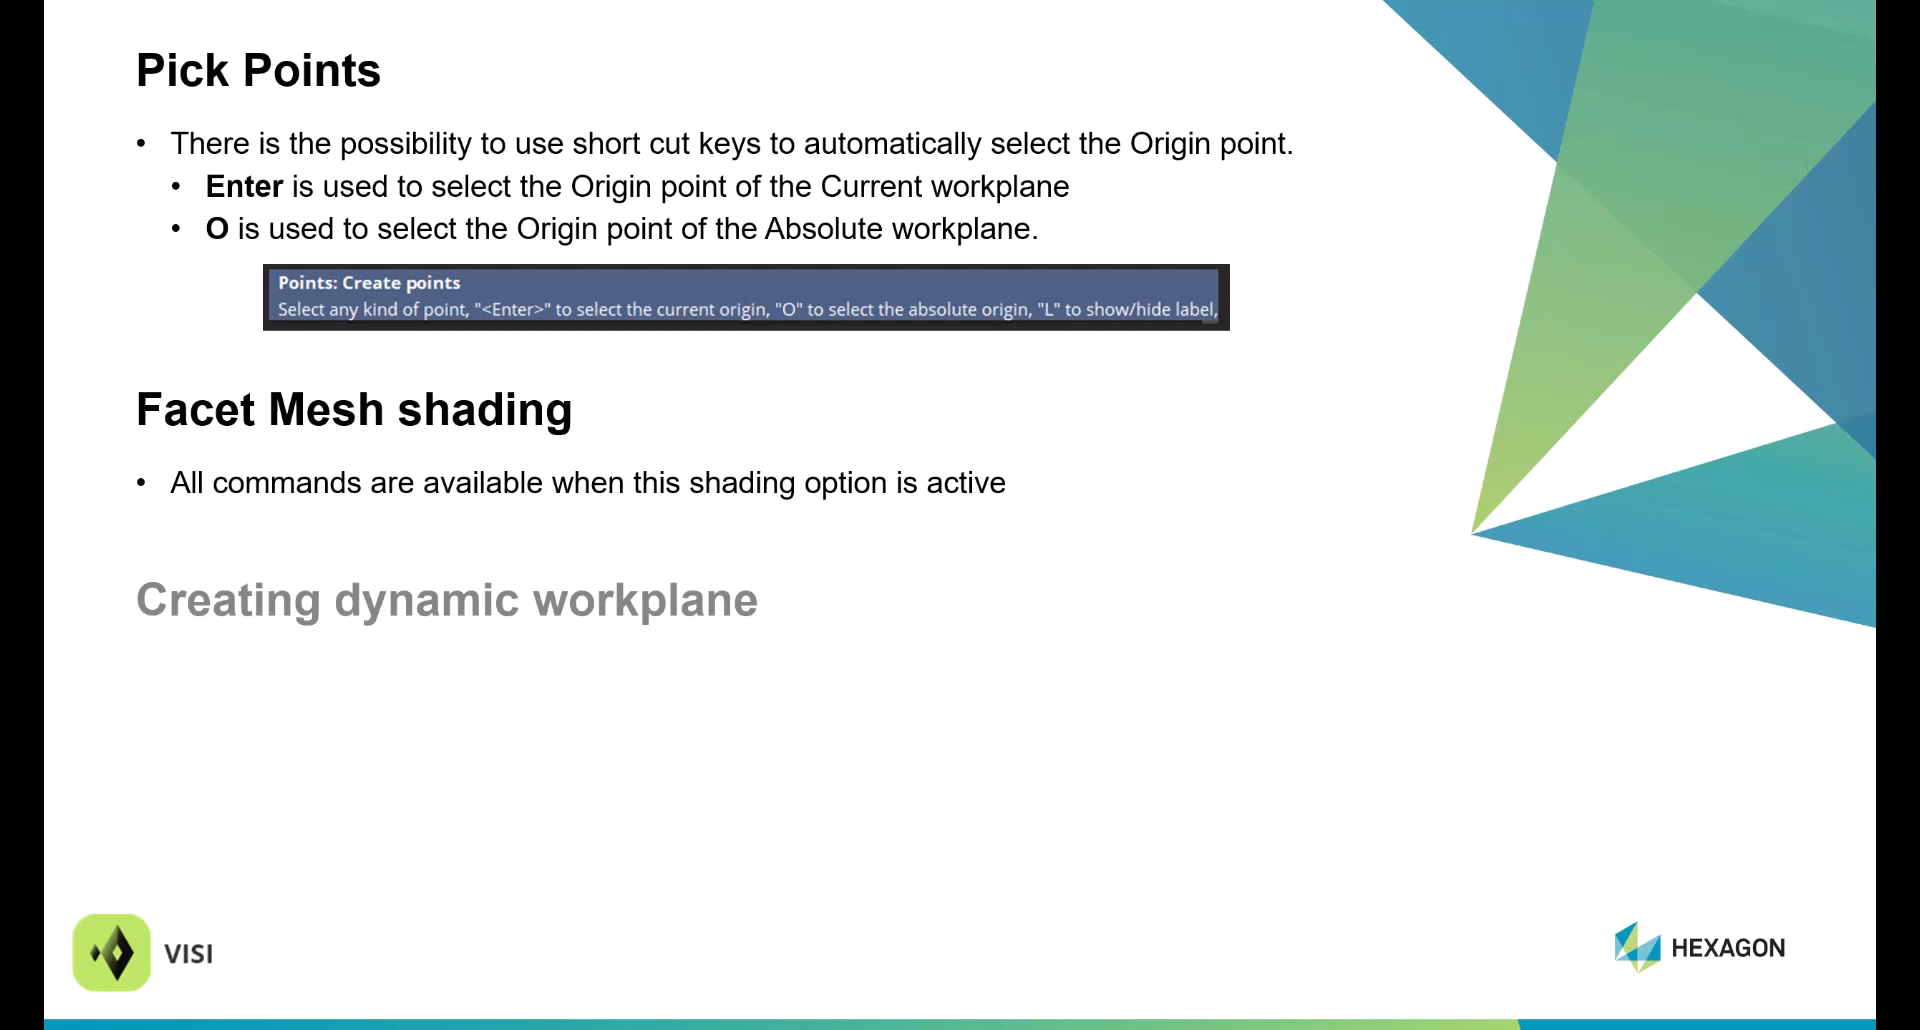 Pick Points
• There is the possibility to use short cut keys to automatically select the Origin point.
• Enter is used to select the Origin point of the Current workplane
• O is used to select the Origin point of the Absolute workplane.
Points: Create points
Select any kind of point, "<Enter>" to select the current origin, "O" to select the absolute origin, "L" to show/hide label,
Facet Mesh shading
• All commands are available when this shading option is active
Creating dynamic workplane
VISI
HEXAGON